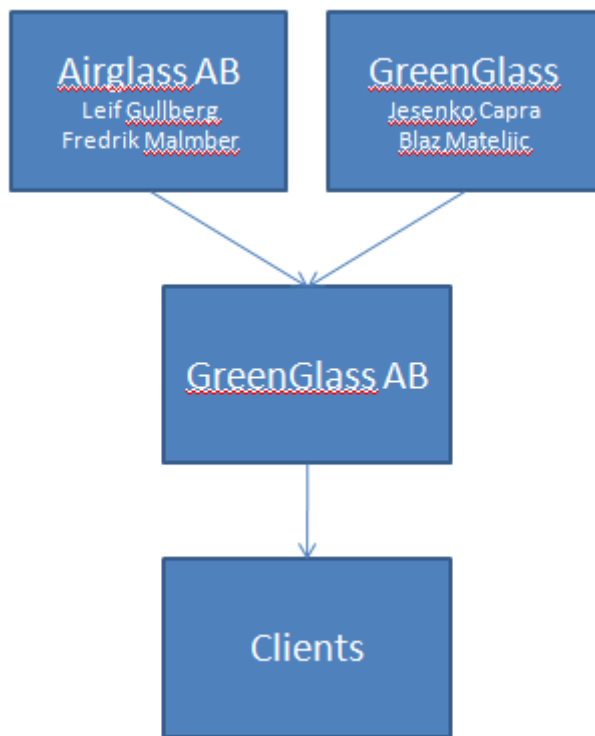 Airglass AB
Leif Gullberg
Fredrik Malmber
GreenGlass
Jesenko Capra
Blaz Mateljic
GreenGlass AB
Clients